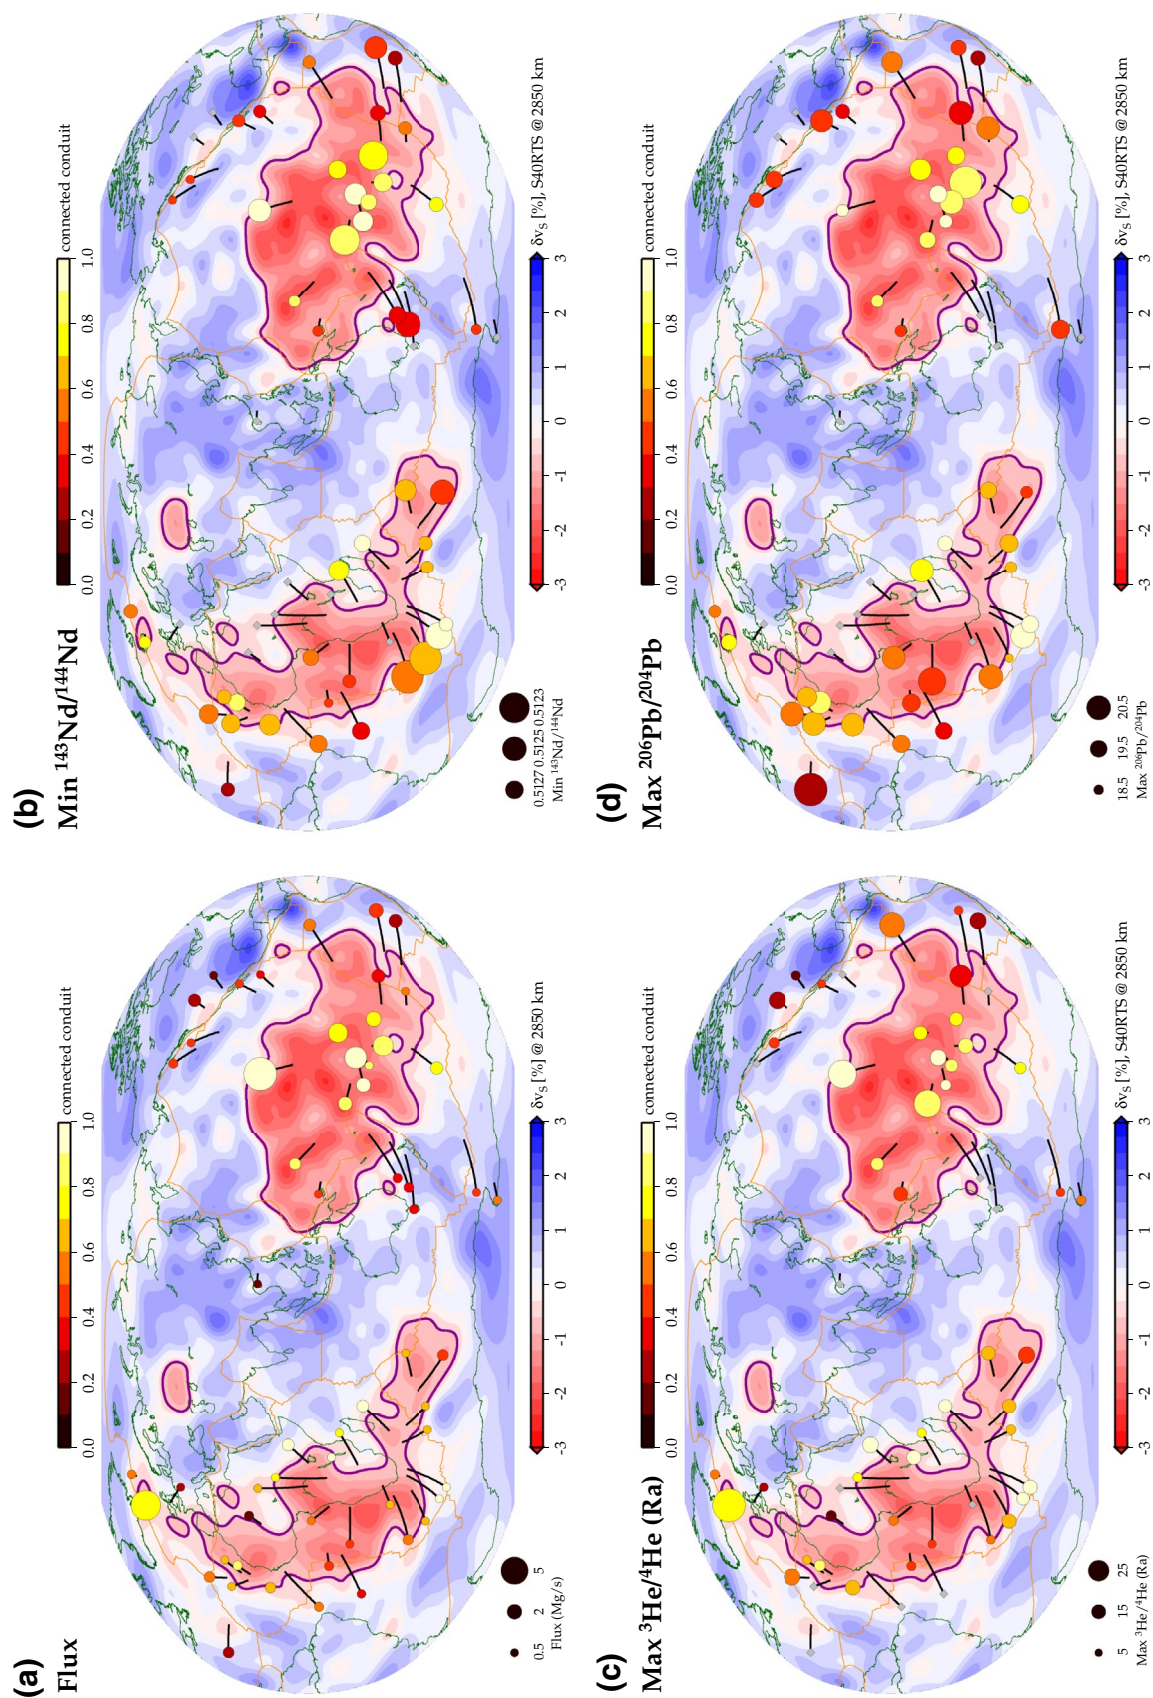 (a)
Flux
0.0 0.2 0.4 0.6 0.8 1.0
connected conduit
0.5 2 5
Flux (Mg/s)
-3 -2 -1 0 1 2 3
δvS [%] @ 2850 km
(b)
Min ¹⁴³Nd/¹⁴⁴Nd
0.0 0.2 0.4 0.6 0.8 1.0
connected conduit
0.5127 0.5125 0.5123
Min ¹⁴³Nd/¹⁴⁴Nd
-3 -2 -1 0 1 2 3
δvS [%], S40RTS @ 2850 km
(c)
Max ³He/⁴He (Ra)
0.0 0.2 0.4 0.6 0.8 1.0
connected conduit
5 15 25
Max ³He/⁴He (Ra)
-3 -2 -1 0 1 2 3
δvS [%], S40RTS @ 2850 km
(d)
Max ²⁰⁶Pb/²⁰⁴Pb
0.0 0.2 0.4 0.6 0.8 1.0
connected conduit
18.5 19.5 20.5
Max ²⁰⁶Pb/²⁰⁴Pb
-3 -2 -1 0 1 2 3
δvS [%], S40RTS @ 2850 km